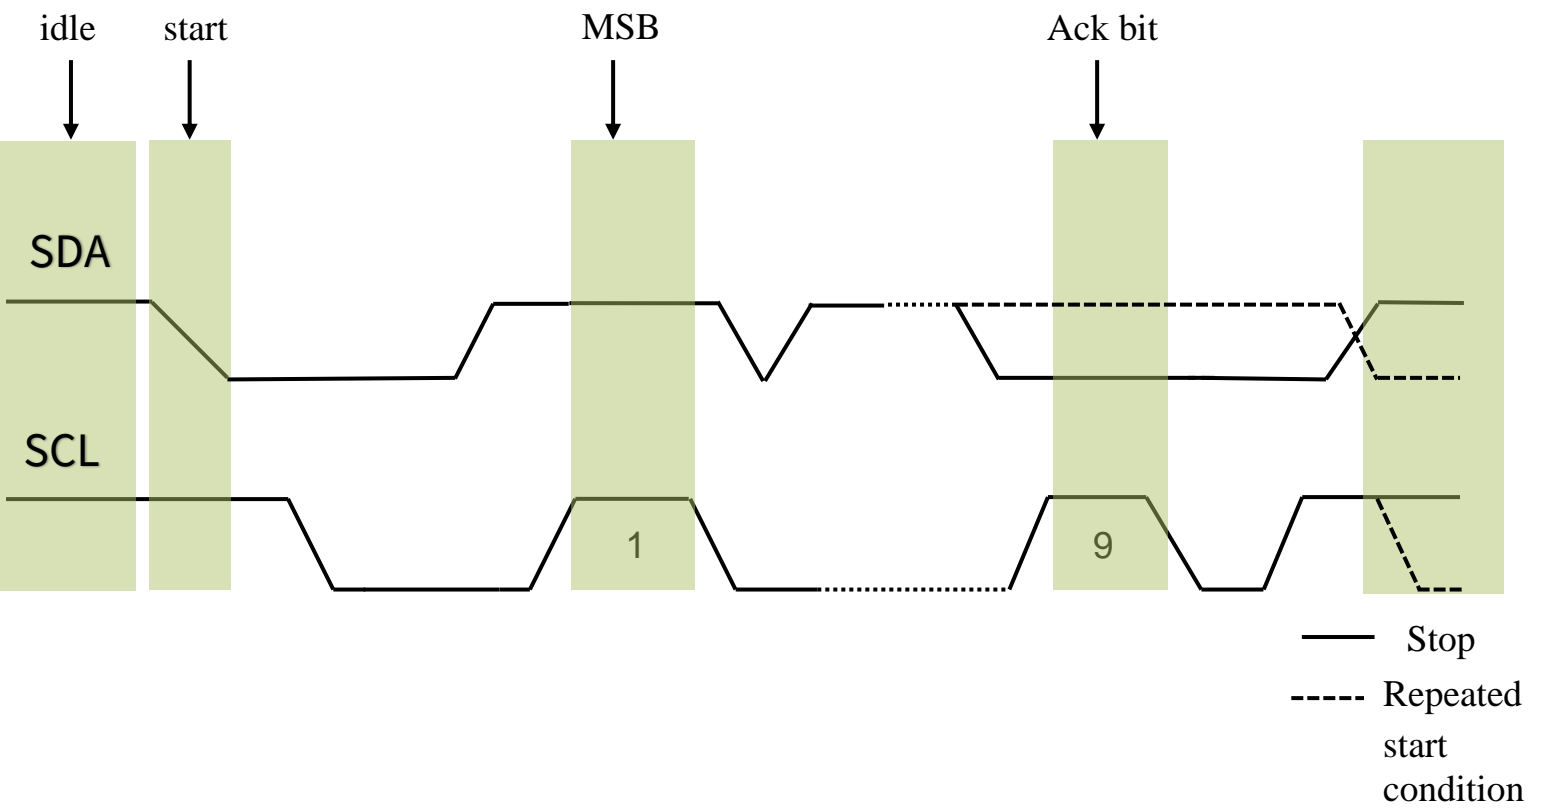 idle
start
MSB
Ack bit
SDA
SCL
1
9
Stop
Repeated
start
condition